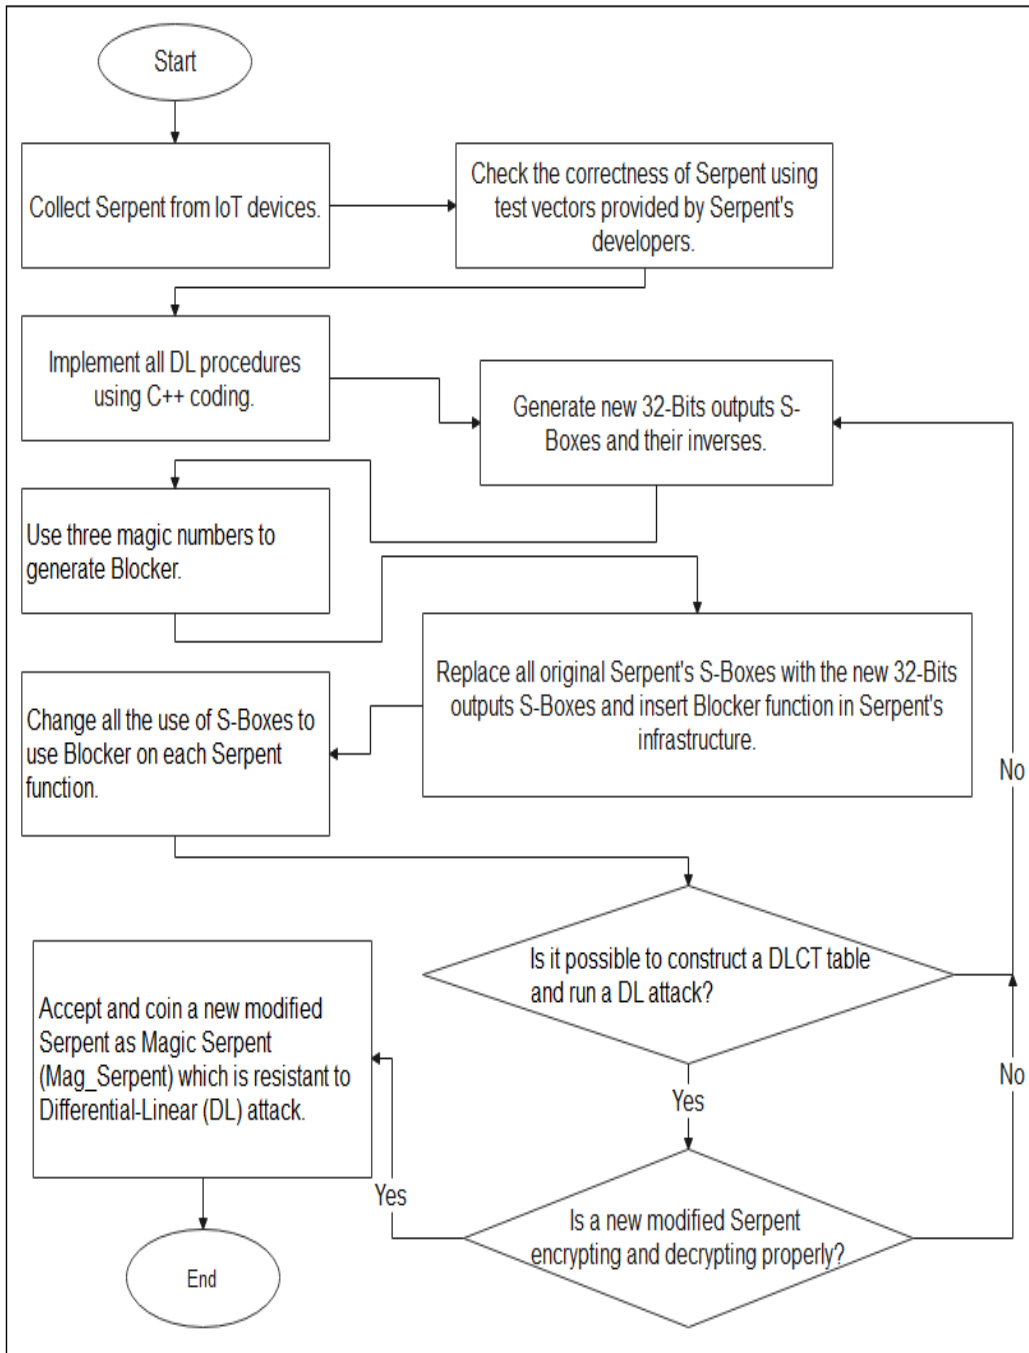 Start
Collect Serpent from IoT devices.
Check the correctness of Serpent using
test vectors provided by Serpent's
developers.
Implement all DL procedures
using C++ coding.
Generate new 32-Bits outputs S-
Boxes and their inverses.
Use three magic numbers to
generate Blocker.
Replace all original Serpent's S-Boxes with the new 32-Bits
outputs S-Boxes and insert Blocker function in Serpent's
infrastructure.
Change all the use of S-Boxes to
use Blocker on each Serpent
function.
No
Is it possible to construct a DLCT table
and run a DL attack?
Accept and coin a new modified
Serpent as Magic Serpent
(Mag_Serpent) which is resistant to
Differential-Linear (DL) attack.
No
Yes
Yes
Is a new modified Serpent
encrypting and decrypting properly?
End